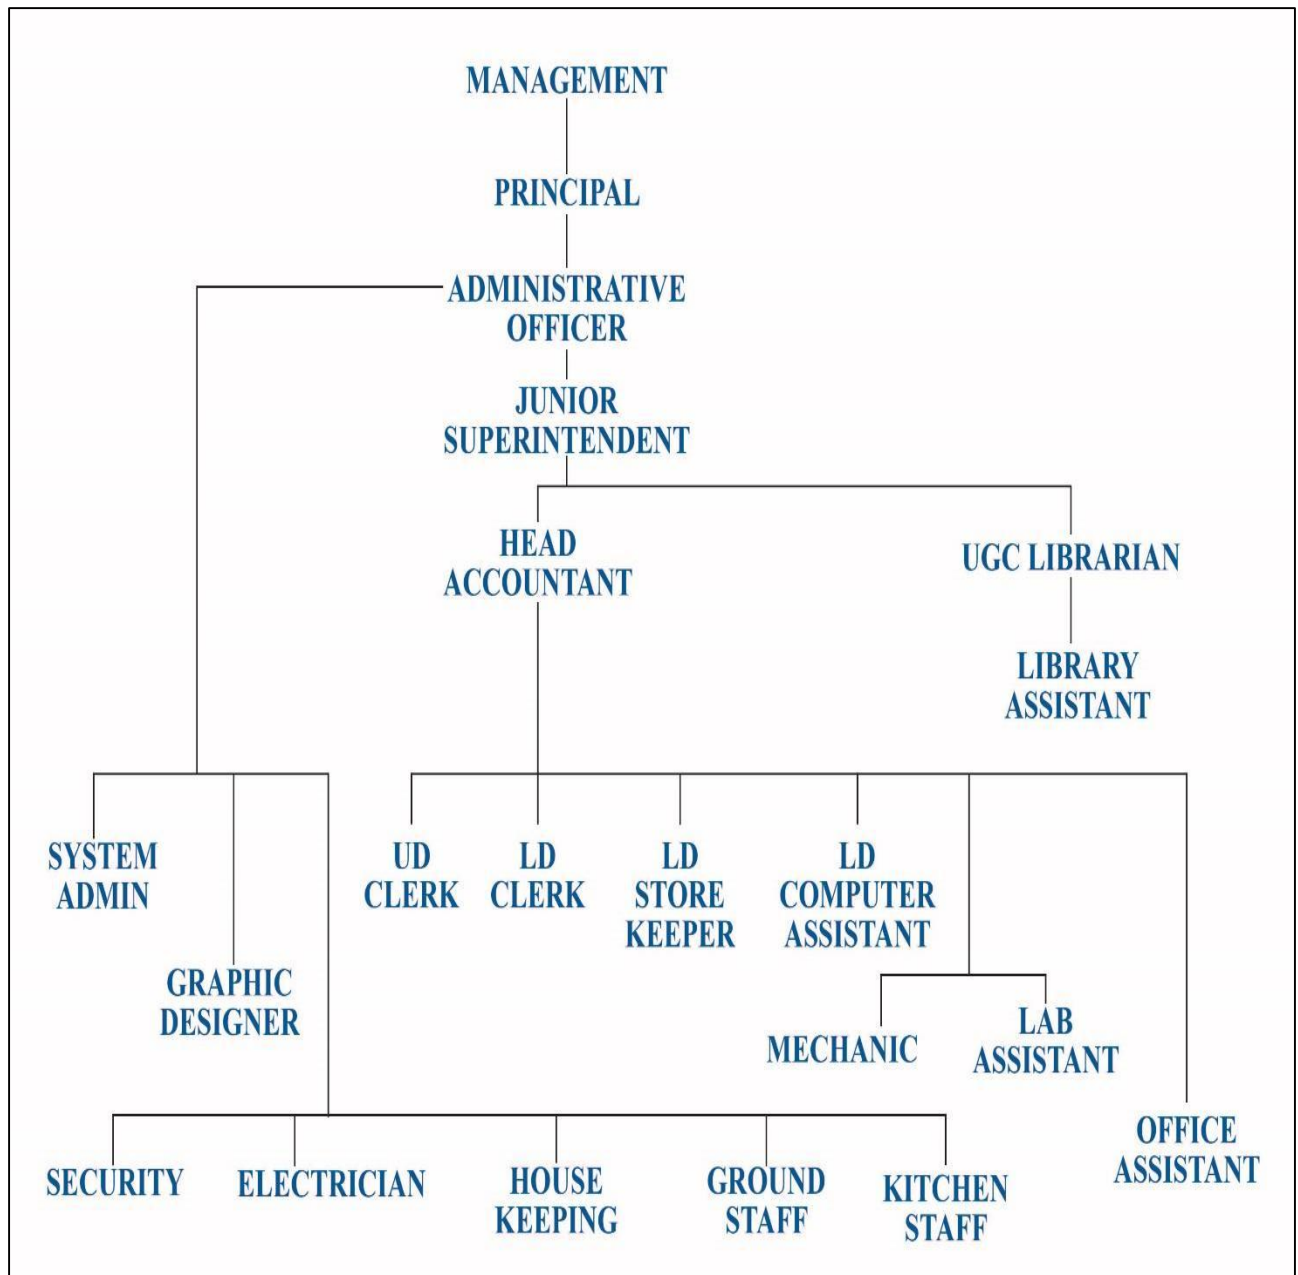 MANAGEMENT
PRINCIPAL
ADMINISTRATIVE
OFFICER
JUNIOR
SUPERINTENDENT
HEAD
ACCOUNTANT
UGC LIBRARIAN
LIBRARY
ASSISTANT
SYSTEM
ADMIN
GRAPHIC
DESIGNER
UD
CLERK
LD
CLERK
LD
STORE
KEEPER
LD
COMPUTER
ASSISTANT
MECHANIC
LAB
ASSISTANT
OFFICE
ASSISTANT
SECURITY
ELECTRICIAN
HOUSE
KEEPING
GROUND
STAFF
KITCHEN
STAFF